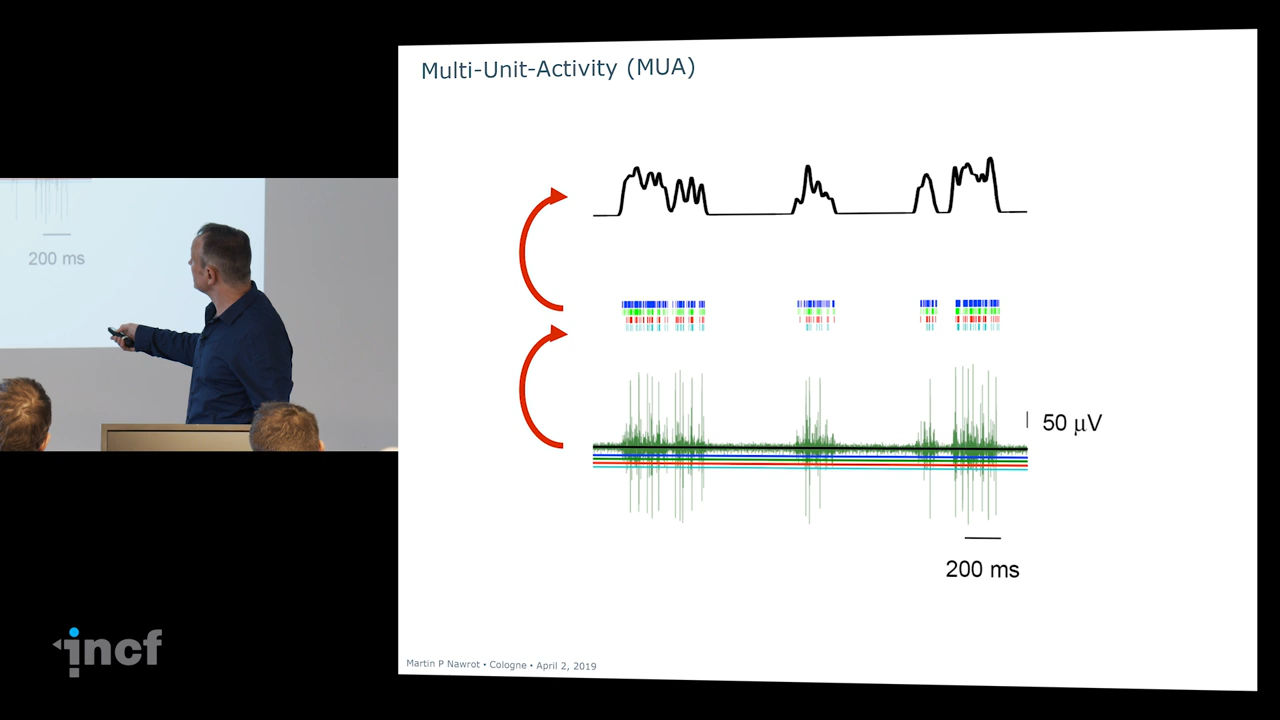 Multi-Unit-Activity (MUA)
200 ms
50 µV
200 ms
incf
Martin P Nawrot • Cologne • April 2, 2019